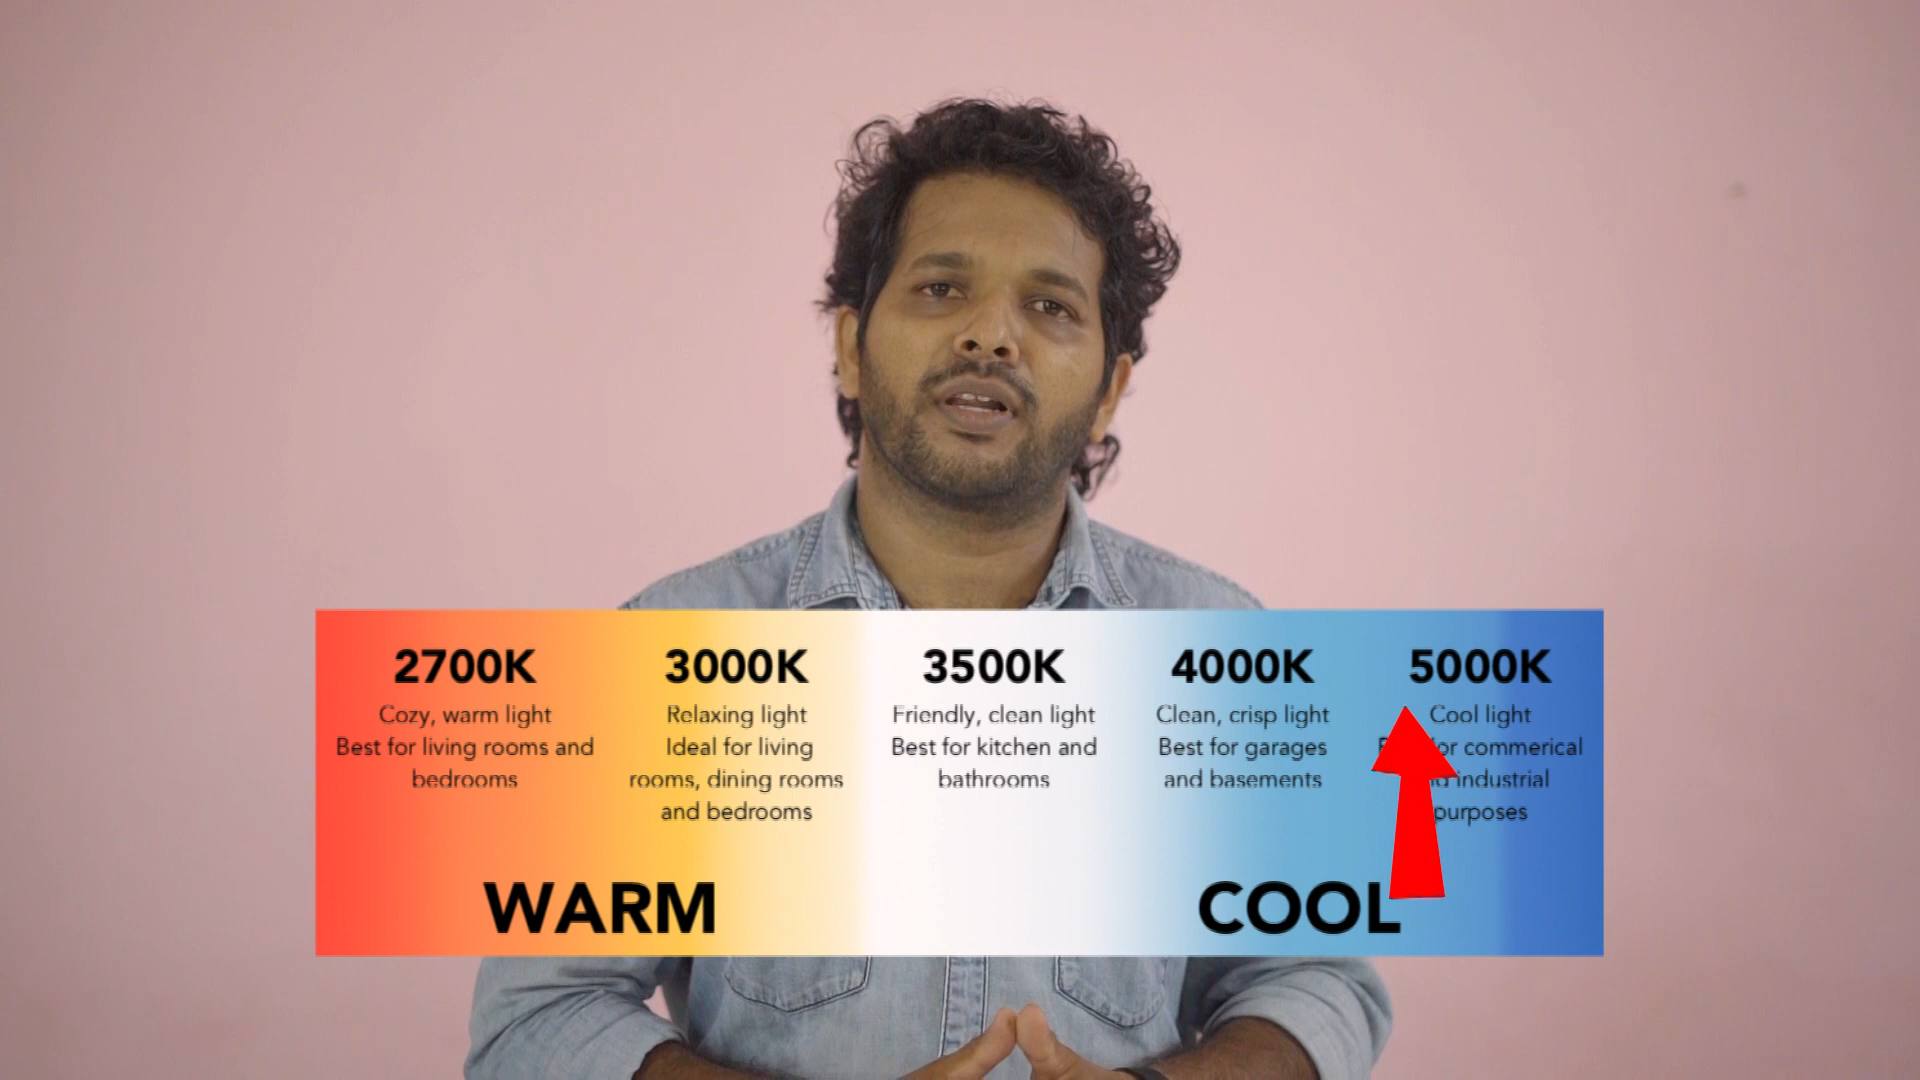 2700K
Cozy, warm light
Best for living rooms and
bedrooms
3000K
Relaxing light
Ideal for living
rooms, dining rooms
and bedrooms
3500K
Friendly, clean light
Best for kitchen and
bathrooms
4000K
Clean, crisp light
Best for garages
and basements
5000K
Cool light
commerical
industrial
purposes
WARM
COOL